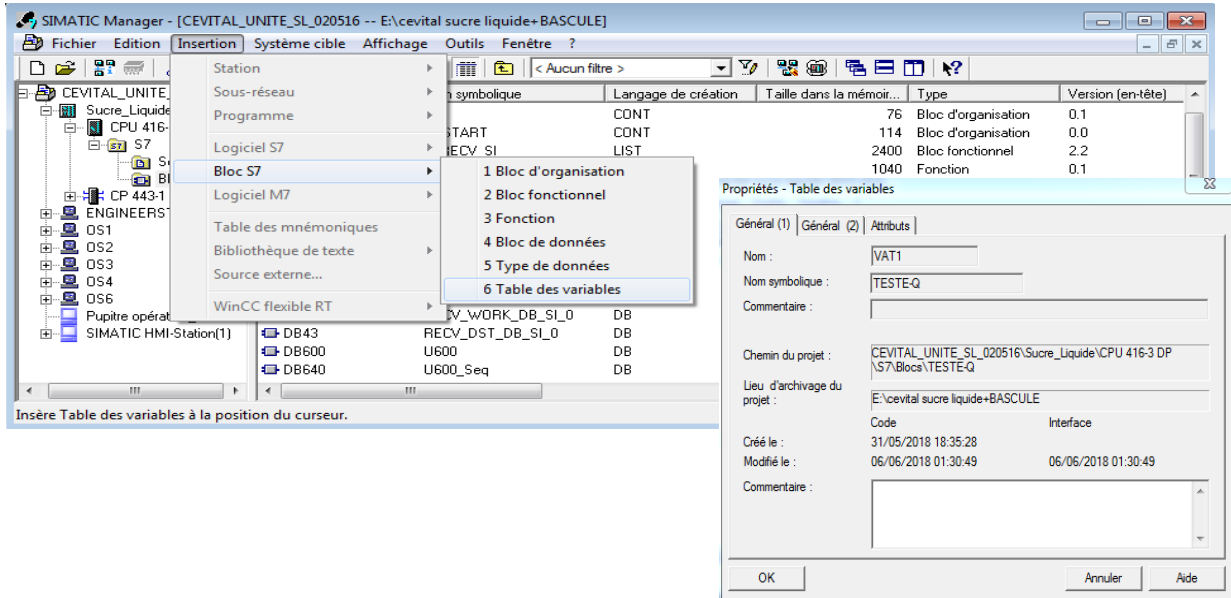 SIMATIC Manager - [CEVITAL_UNITE_SL_020516 -- E:\cevital sucre liquide+BASCULE]
Fichier Edition Insertion Système cible Affichage Outils Fenêtre ?
< Aucun filtre >
CEVITAL_UNITE_
Sucre_Liquide
CPU 416-
S7
CP 443-1
ENGINEERST
OS1
OS2
OS3
OS4
OS6
Pupitre opérat
SIMATIC HMI-Station(1)
Station
Sous-réseau
Programme
Logiciel S7
Bloc S7
Logiciel M7
Table des mnémoniques
Bibliothèque de texte
Source externe...
WinCC flexible RT
1 Bloc d'organisation
2 Bloc fonctionnel
3 Fonction
4 Bloc de données
5 Type de données
6 Table des variables
symbolique Langage de création Taille dans la mémoir... Type Version (en-tête)
CONT 76 Bloc d'organisation 0.1
START CONT 114 Bloc d'organisation 0.0
RECV_SI LIST 2400 Bloc fonctionnel 2.2
1040 Fonction 0.1
CV_WORK_DB_SI_0 DB
DB43 RECV_DST_DB_SI_0 DB
DB600 U600 DB
DB640 U600_Seq DB
Insère Table des variables à la position du curseur.
Propriétés - Table des variables
Général (1) Général (2) Attributs
Nom : VAT1
Nom symbolique : TESTE-Q
Commentaire :
Chemin du projet : CEVITAL_UNITE_SL_020516\Sucre_Liquide\CPU 416-3 DP
\S7\Blocs\TESTE-Q
Lieu d'archivage du
projet : E:\cevital sucre liquide+BASCULE
Code Interface
Créé le : 31/05/2018 18:35:28
Modifié le : 06/06/2018 01:30:49 06/06/2018 01:30:49
Commentaire :
OK Annuler Aide